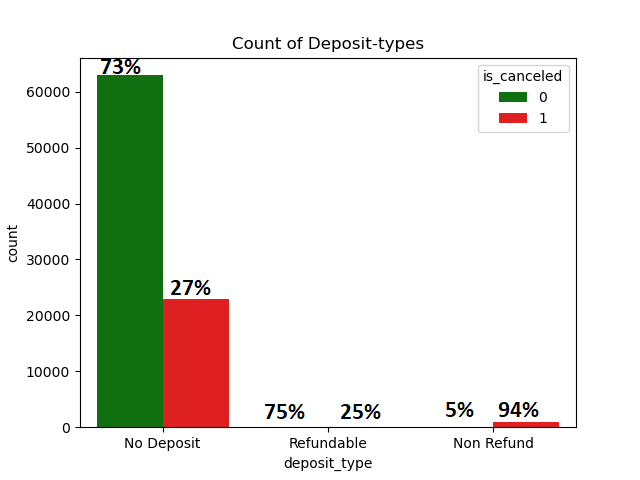 Count of Deposit-types
73%
is_canceled
0
1
60000
50000
40000
30000
20000
10000
0
count
27%
75%
25%
5%
94%
No Deposit
Refundable
Non Refund
deposit_type